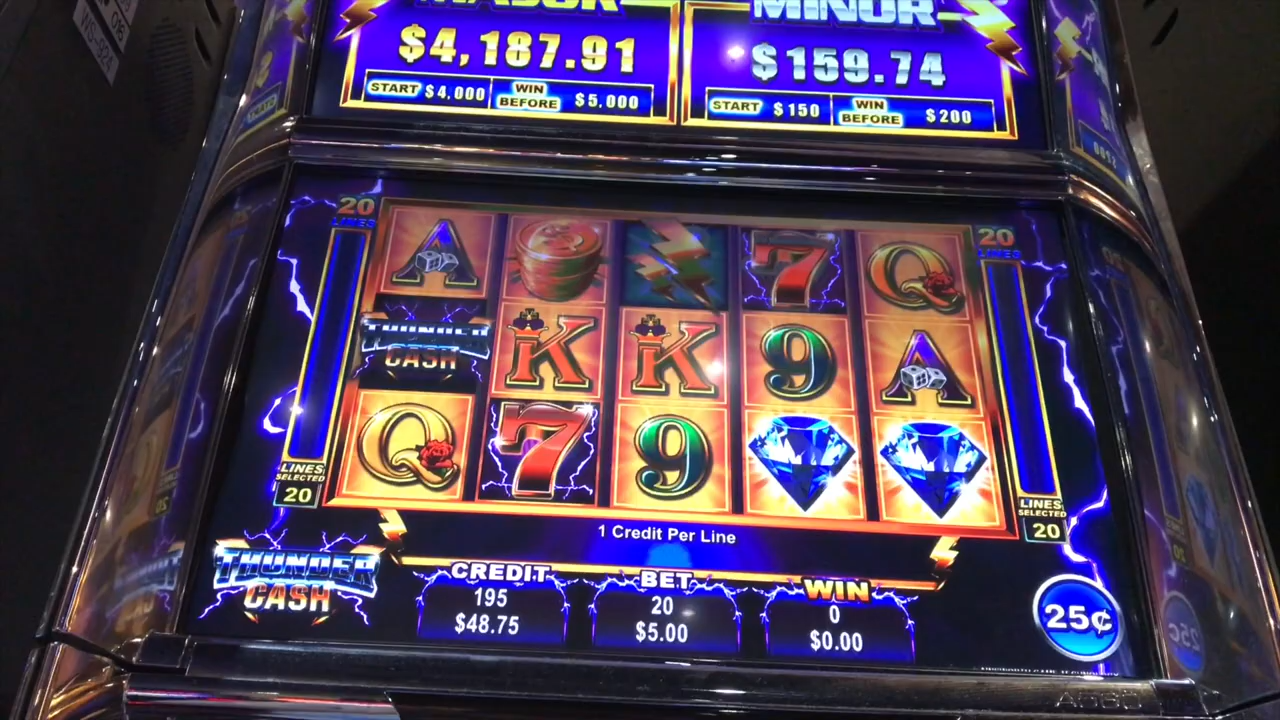 MAJOR
MINOR
$4,187.91
$159.74
START $4,000 WIN BEFORE $5,000
START $150 WIN BEFORE $200
20 LINES
20 LINES
A
7
Q
THUNDER CASH
K
K
9
A
Q
7
9
LINES SELECTED 20
LINES SELECTED 20
1 Credit Per Line
THUNDER CASH
CREDIT
195
$48.75
BET
20
$5.00
WIN
0
$0.00
25¢